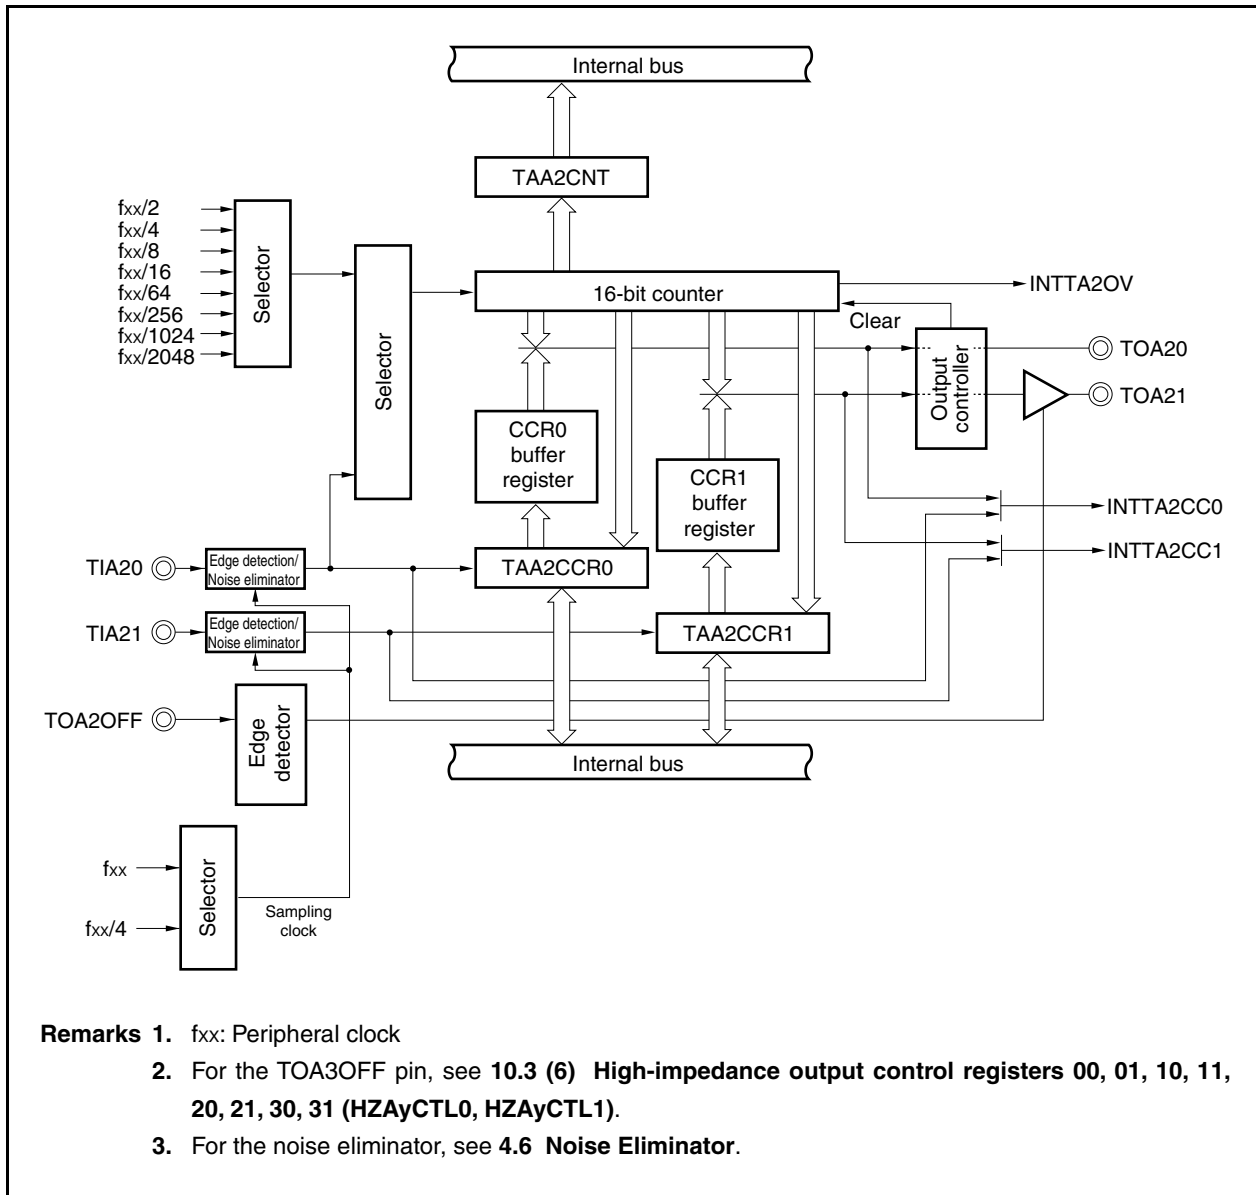 Internal bus
TAA2CNT
fxx/2
fxx/4
fxx/8
fxx/16
fxx/64
fxx/256
fxx/1024
fxx/2048
Selector
Selector
16-bit counter
INTTA2OV
Clear
Output
controller
TOA20
TOA21
CCR0
buffer
register
CCR1
buffer
register
INTTA2CC0
INTTA2CC1
TIA20
Edge detection/
Noise eliminator
TAA2CCR0
TIA21
Edge detection/
Noise eliminator
TAA2CCR1
TOA2OFF
Edge
detector
Internal bus
fxx
fxx/4
Selector
Sampling
clock
Remarks 1. fxx: Peripheral clock
2. For the TOA3OFF pin, see 10.3 (6) High-impedance output control registers 00, 01, 10, 11,
20, 21, 30, 31 (HZAyCTL0, HZAyCTL1).
3. For the noise eliminator, see 4.6 Noise Eliminator.